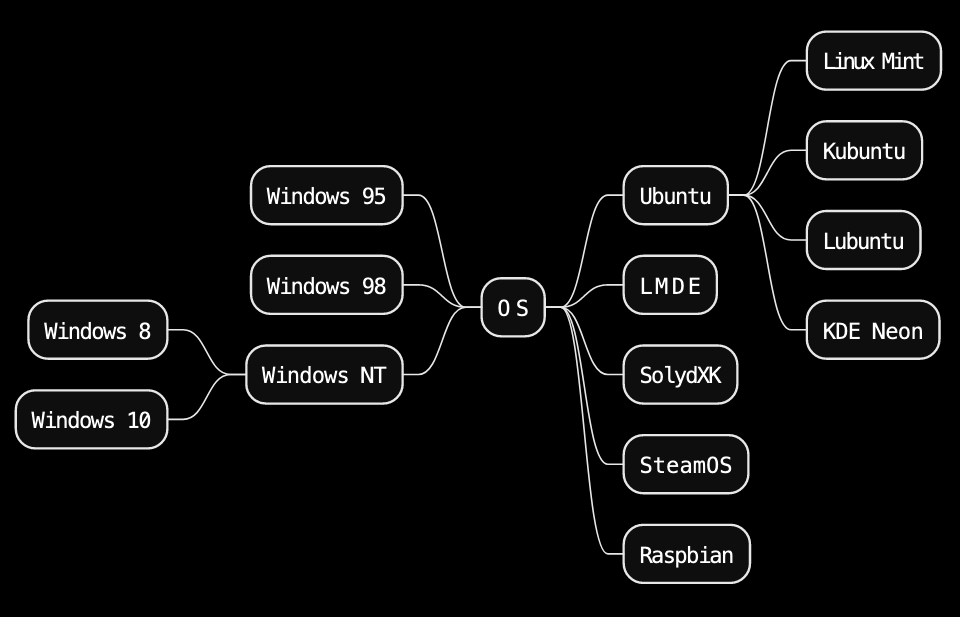 Linux Mint
Kubuntu
Windows 95
Ubuntu
Lubuntu
Windows 98
LMDE
OS
Windows 8
KDE Neon
Windows NT
SolydXK
Windows 10
SteamOS
Raspbian